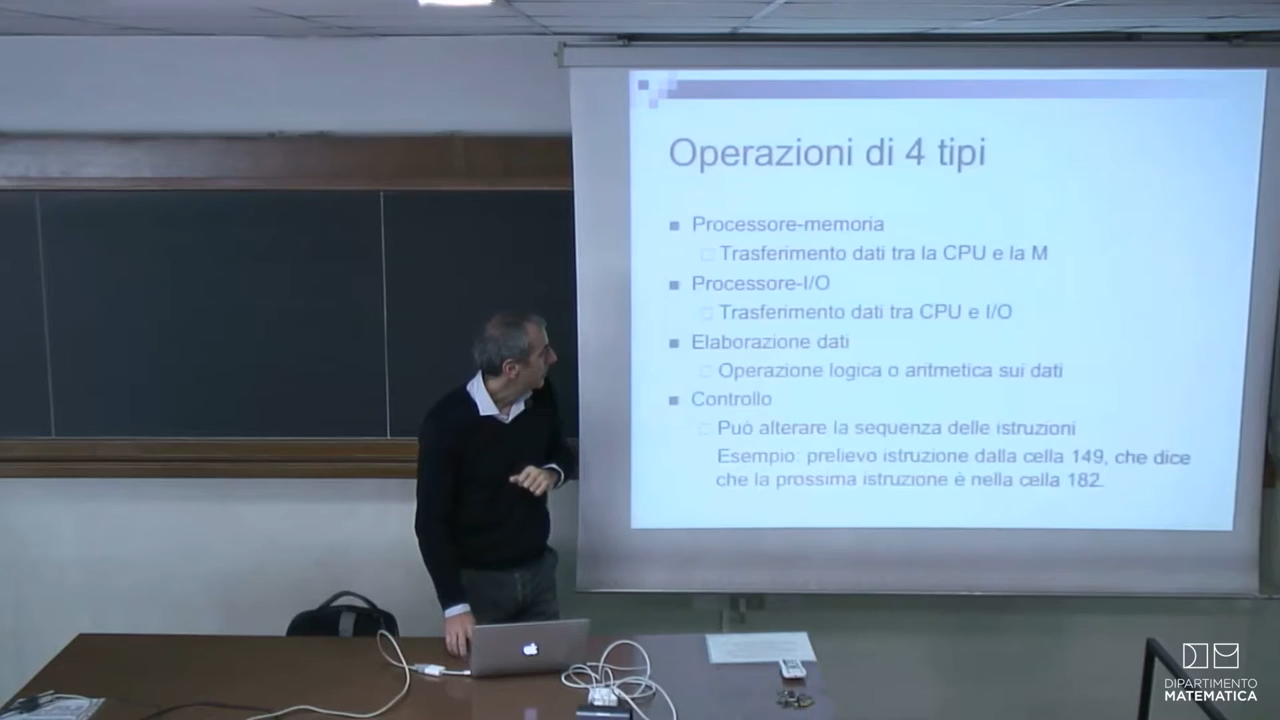 Operazioni di 4 tipi
Processore-memoria
Trasferimento dati tra la CPU e la M
Processore-I/O
Trasferimento dati tra CPU e I/O
Elaborazione dati
Operazione logica o aritmetica sui dati
Controllo
Può alterare la sequenza delle istruzioni
Esempio: prelievo istruzione dalla cella 149, che dice
che la prossima istruzione è nella cella 182.
DIPARTIMENTO
MATEMATICA